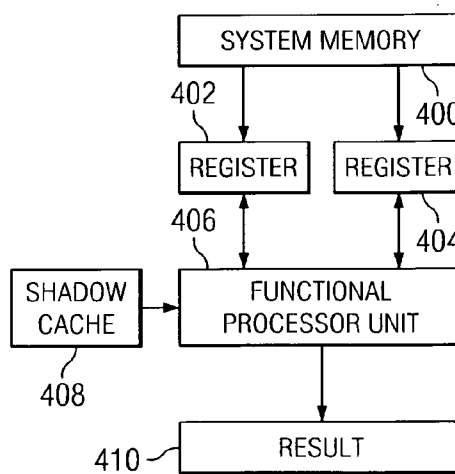 SYSTEM MEMORY
402
400
REGISTER
REGISTER
406
404
SHADOW
CACHE
FUNCTIONAL
PROCESSOR UNIT
408
410
RESULT